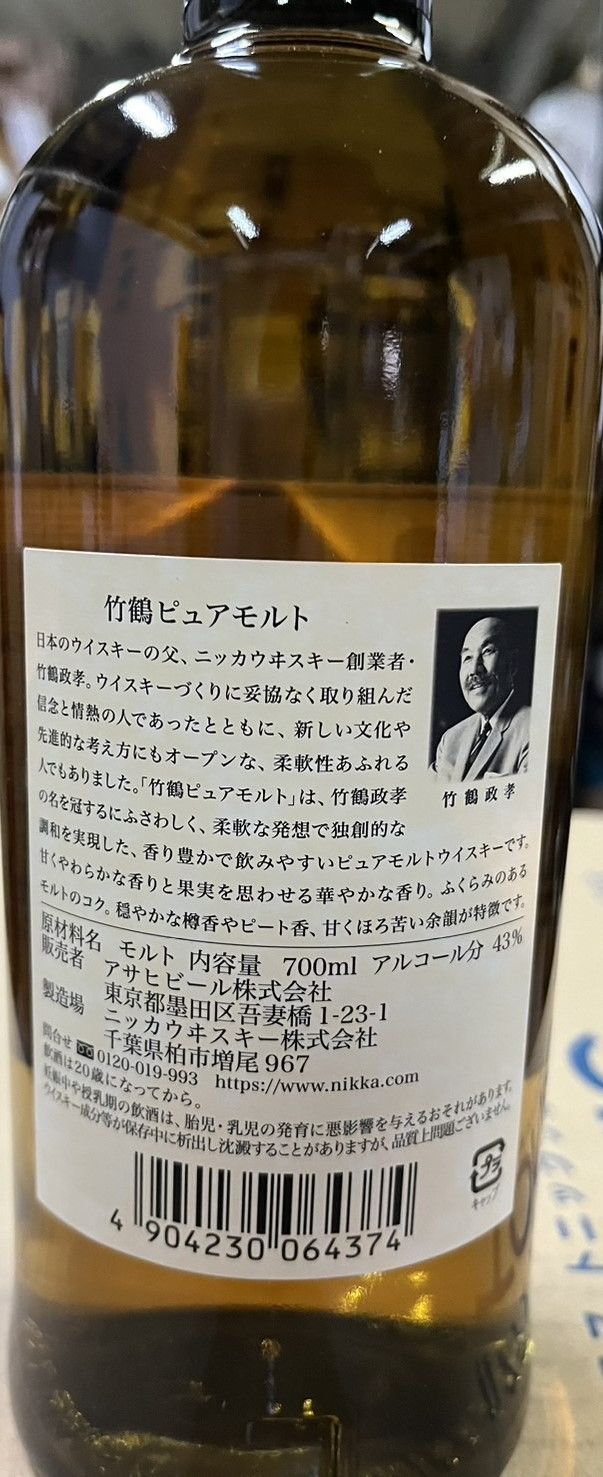 竹鶴ピュアモルト
日本のウイスキーの父、ニッカウヰスキー創業者・
竹鶴政孝。ウイスキーづくりに妥協なく取り組んだ
信念と情熱の人であったとともに、新しい文化や
先進的な考え方にもオープンな、柔軟性あふれる
人でもありました。「竹鶴ピュアモルト」は、竹鶴政孝
の名を冠するにふさわしく、柔軟な発想で独創的な
調和を実現した、香り豊かで飲みやすいピュアモルトウイスキーです。
甘くやわらかな香りと果実を思わせる華やかな香り。ふくらみのある
モルトのコク。穏やかな樽香やピート香、甘くほろ苦い余韻が特徴です。
竹鶴政孝
原材料名 モルト 内容量 700ml アルコール分 43%
販売者 アサヒビール株式会社
東京都墨田区吾妻橋1-23-1
製造場 ニッカウヰスキー株式会社
千葉県柏市増尾967
問合せ 0120-019-993 https://www.nikka.com
飲酒は20歳になってから。
妊娠中や授乳期の飲酒は、胎児・乳児の発育に悪影響を与えるおそれがあります。
ウイスキー成分等が保存中に析出し沈澱することがありますが、品質上問題ございません。
プラ
キャップ
4 904230 064374